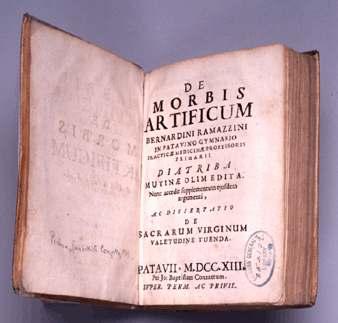 DE
MORBIS
ARTIFICUM
BERNARDINI RAMAZZINI
IN PATAVINO GYMNASIO
PRACTICÆ MEDICINÆ PROFESSORIS
PRIMARII
DIATRIBA
MUTINÆ OLIM EDITA.
Nunc accedit supplementum ejusdem
argumenti,
AC DISSERTATIO
DE
SACRARUM VIRGINUM
VALETUDINE TUENDA.
PATAVII M.DCC.XIII.
Per Jo: Baptistam Conzattum.
SUPER. PERM. AC PRIVIL.